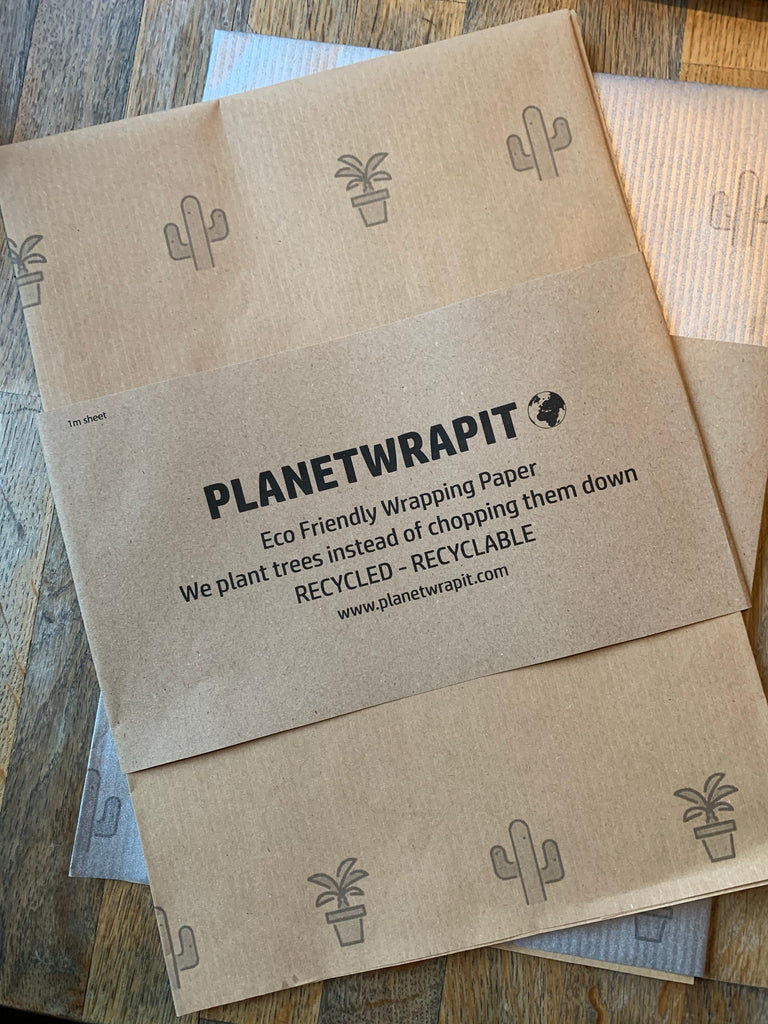 1m sheet
PLANETWRAPIT
Eco Friendly Wrapping Paper
We plant trees instead of chopping them down
RECYCLED - RECYCLABLE
www.planetwrapit.com